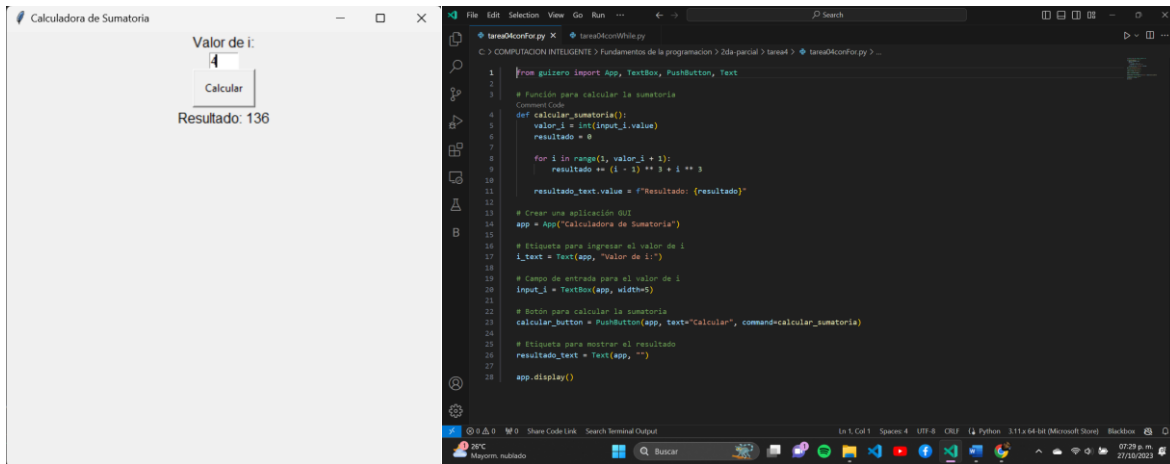 Calculadora de Sumatoria
Valor de i:
4
Calcular
Resultado: 136
File Edit Selection View Go Run ··· Search
tarea04conFor.py tarea04conWhile.py
C: > COMPUTACION INTELIGENTE > Fundamentos de la programacion > 2da-parcial > tarea4 > tarea04conFor.py > ...
1 from guizero import App, TextBox, PushButton, Text
2
3 # Función para calcular la sumatoria
Comment Code
4 def calcular_sumatoria():
5 valor_i = int(input_i.value)
6 resultado = 0
7
8 for i in range(1, valor_i + 1):
9 resultado += (i - 1) ** 3 + i ** 3
10
11 resultado_text.value = f"Resultado: {resultado}"
12
13 # Crear una aplicación GUI
14 app = App("Calculadora de Sumatoria")
15
16 # Etiqueta para ingresar el valor de i
17 i_text = Text(app, "Valor de i:")
18
19 # Campo de entrada para el valor de i
20 input_i = TextBox(app, width=5)
21
22 # Botón para calcular la sumatoria
23 calcular_button = PushButton(app, text="Calcular", command=calcular_sumatoria)
24
25 # Etiqueta para mostrar el resultado
26 resultado_text = Text(app, "")
27
28 app.display()
0 0 0 Share Code Link Search Terminal Output Ln 1, Col 1 Spaces: 4 UTF-8 CRLF Python 3.11.x 64-bit (Microsoft Store) Blackbox
26°C
Mayorm. nublado
Buscar
07:29 p. m.
27/10/2023